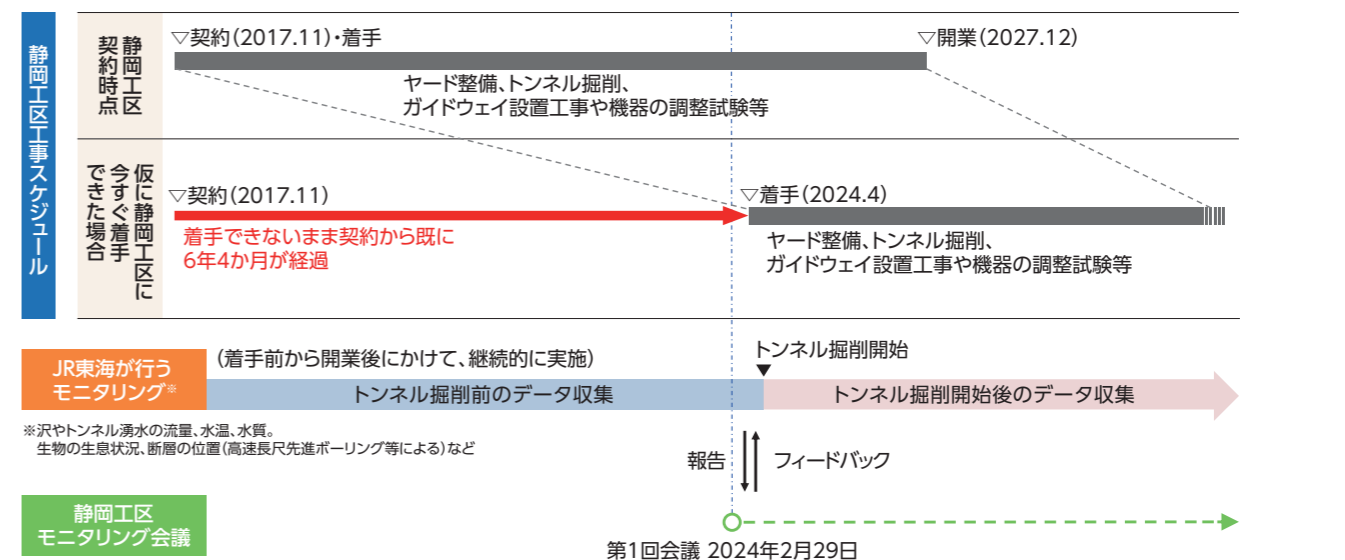 静岡工区工事スケジュール
静岡工区
契約時点
▽契約(2017.11)・着手
▽開業(2027.12)
ヤード整備、トンネル掘削、
ガイドウェイ設置工事や機器の調整試験等
仮に静岡工区に
今すぐ着手
できた場合
▽契約(2017.11)
▽着手(2024.4)
着手できないまま契約から既に
6年4か月が経過
ヤード整備、トンネル掘削、
ガイドウェイ設置工事や機器の調整試験等
JR東海が行う
モニタリング※
(着手前から開業後にかけて、継続的に実施)
トンネル掘削開始
トンネル掘削前のデータ収集
トンネル掘削開始後のデータ収集
※沢やトンネル湧水の流量、水温、水質。
生物の生息状況、断層の位置(高速長尺先進ボーリング等による)など
報告
フィードバック
静岡工区
モニタリング会議
第1回会議 2024年2月29日